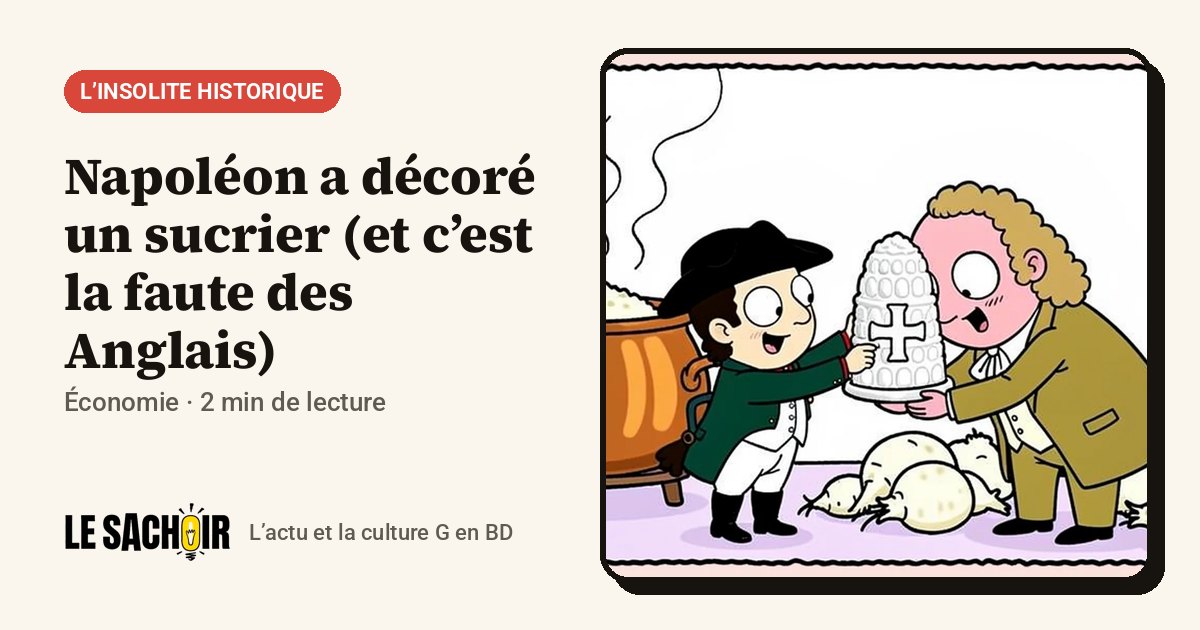 L’INSOLITE HISTORIQUE
Napoléon a décoré
un sucrier (et c’est
la faute des
Anglais)
Économie · 2 min de lecture
LE SACHOIR
L’actu et la culture G en BD